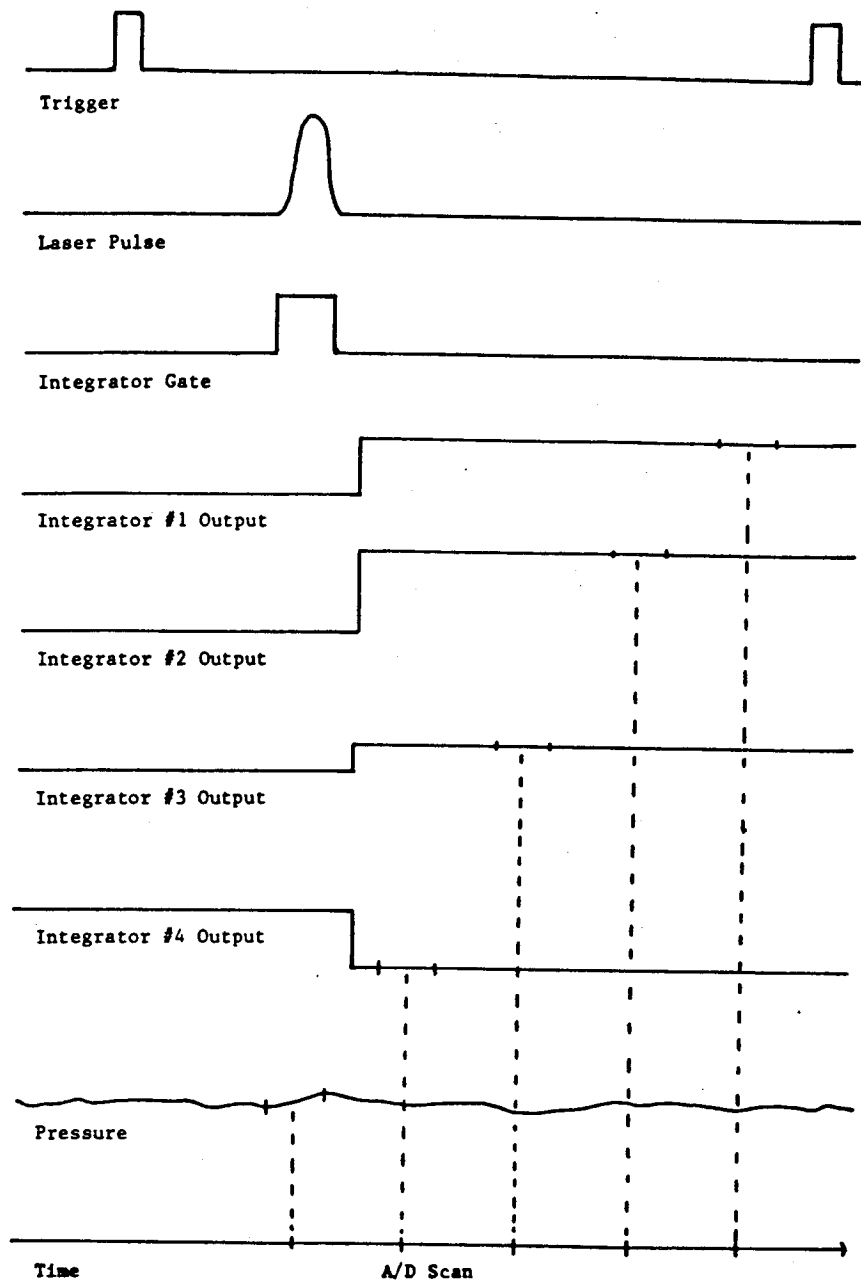 Trigger
Laser Pulse
Integrator Gate
Integrator #1 Output
Integrator #2 Output
Integrator #3 Output
Integrator #4 Output
Pressure
Time A/D Scan